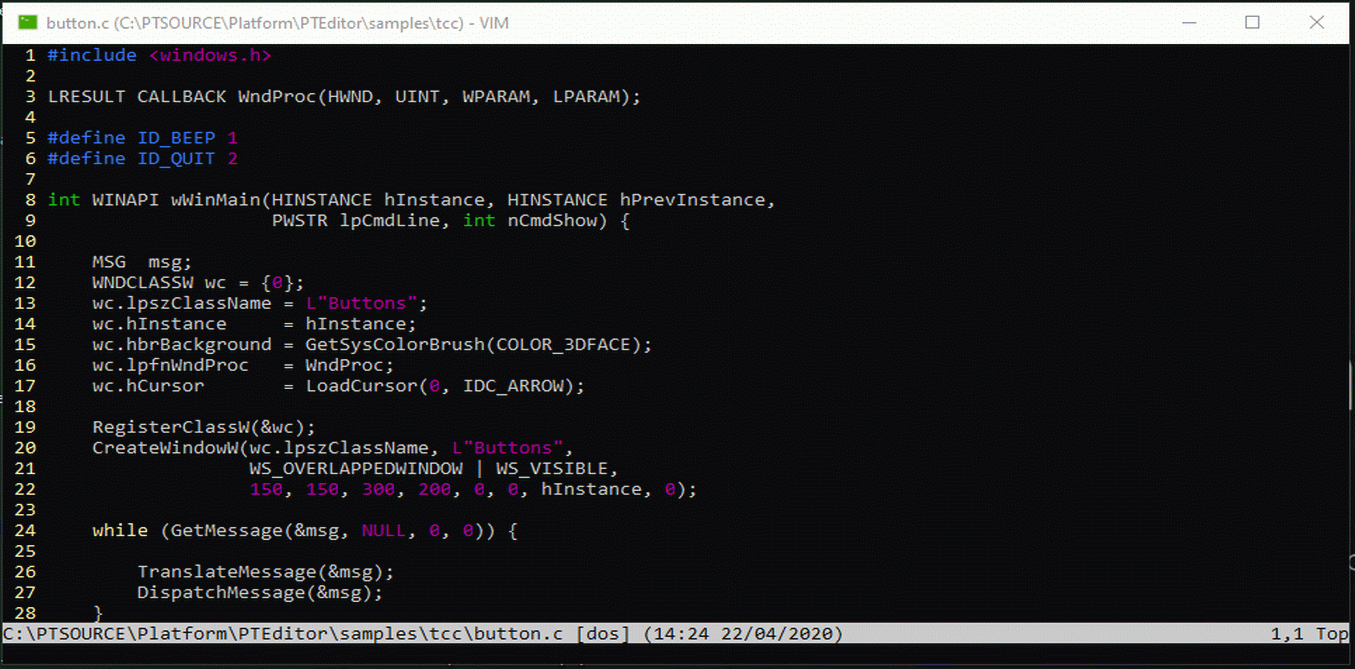 button.c (C:\PTSOURCE\Platform\PTEditor\samples\tcc) - VIM
1 #include <windows.h>
2
3 LRESULT CALLBACK WndProc(HWND, UINT, WPARAM, LPARAM);
4
5 #define ID_BEEP 1
6 #define ID_QUIT 2
7
8 int WINAPI wWinMain(HINSTANCE hInstance, HINSTANCE hPrevInstance,
9                     PWSTR lpCmdLine, int nCmdShow) {
10
11     MSG  msg;
12     WNDCLASSW wc = {0};
13     wc.lpszClassName = L"Buttons";
14     wc.hInstance     = hInstance;
15     wc.hbrBackground = GetSysColorBrush(COLOR_3DFACE);
16     wc.lpfnWndProc   = WndProc;
17     wc.hCursor       = LoadCursor(0, IDC_ARROW);
18
19     RegisterClassW(&wc);
20     CreateWindowW(wc.lpszClassName, L"Buttons",
21                   WS_OVERLAPPEDWINDOW | WS_VISIBLE,
22                   150, 150, 300, 200, 0, 0, hInstance, 0);
23
24     while (GetMessage(&msg, NULL, 0, 0)) {
25
26         TranslateMessage(&msg);
27         DispatchMessage(&msg);
28     }
C:\PTSOURCE\Platform\PTEditor\samples\tcc\button.c [dos] (14:24 22/04/2020) 1,1 Top